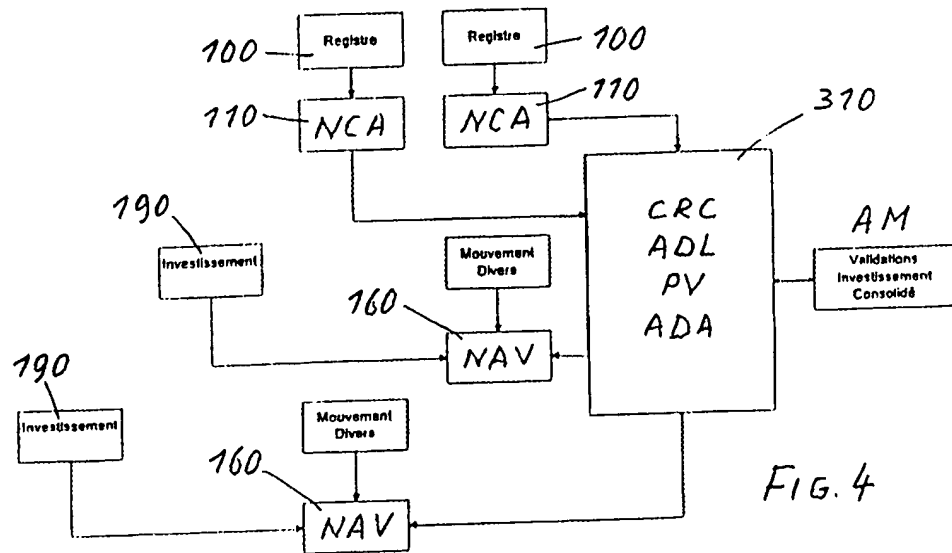 100
Registre
Registre
100
110
NCA
NCA
110
310
CRC
ADL
PV
ADA
AM
Validations
Investissement
Consolidé
190
Investissement
Mouvement
Divers
160
NAV
190
Investissement
Mouvement
Divers
160
NAV
FIG. 4